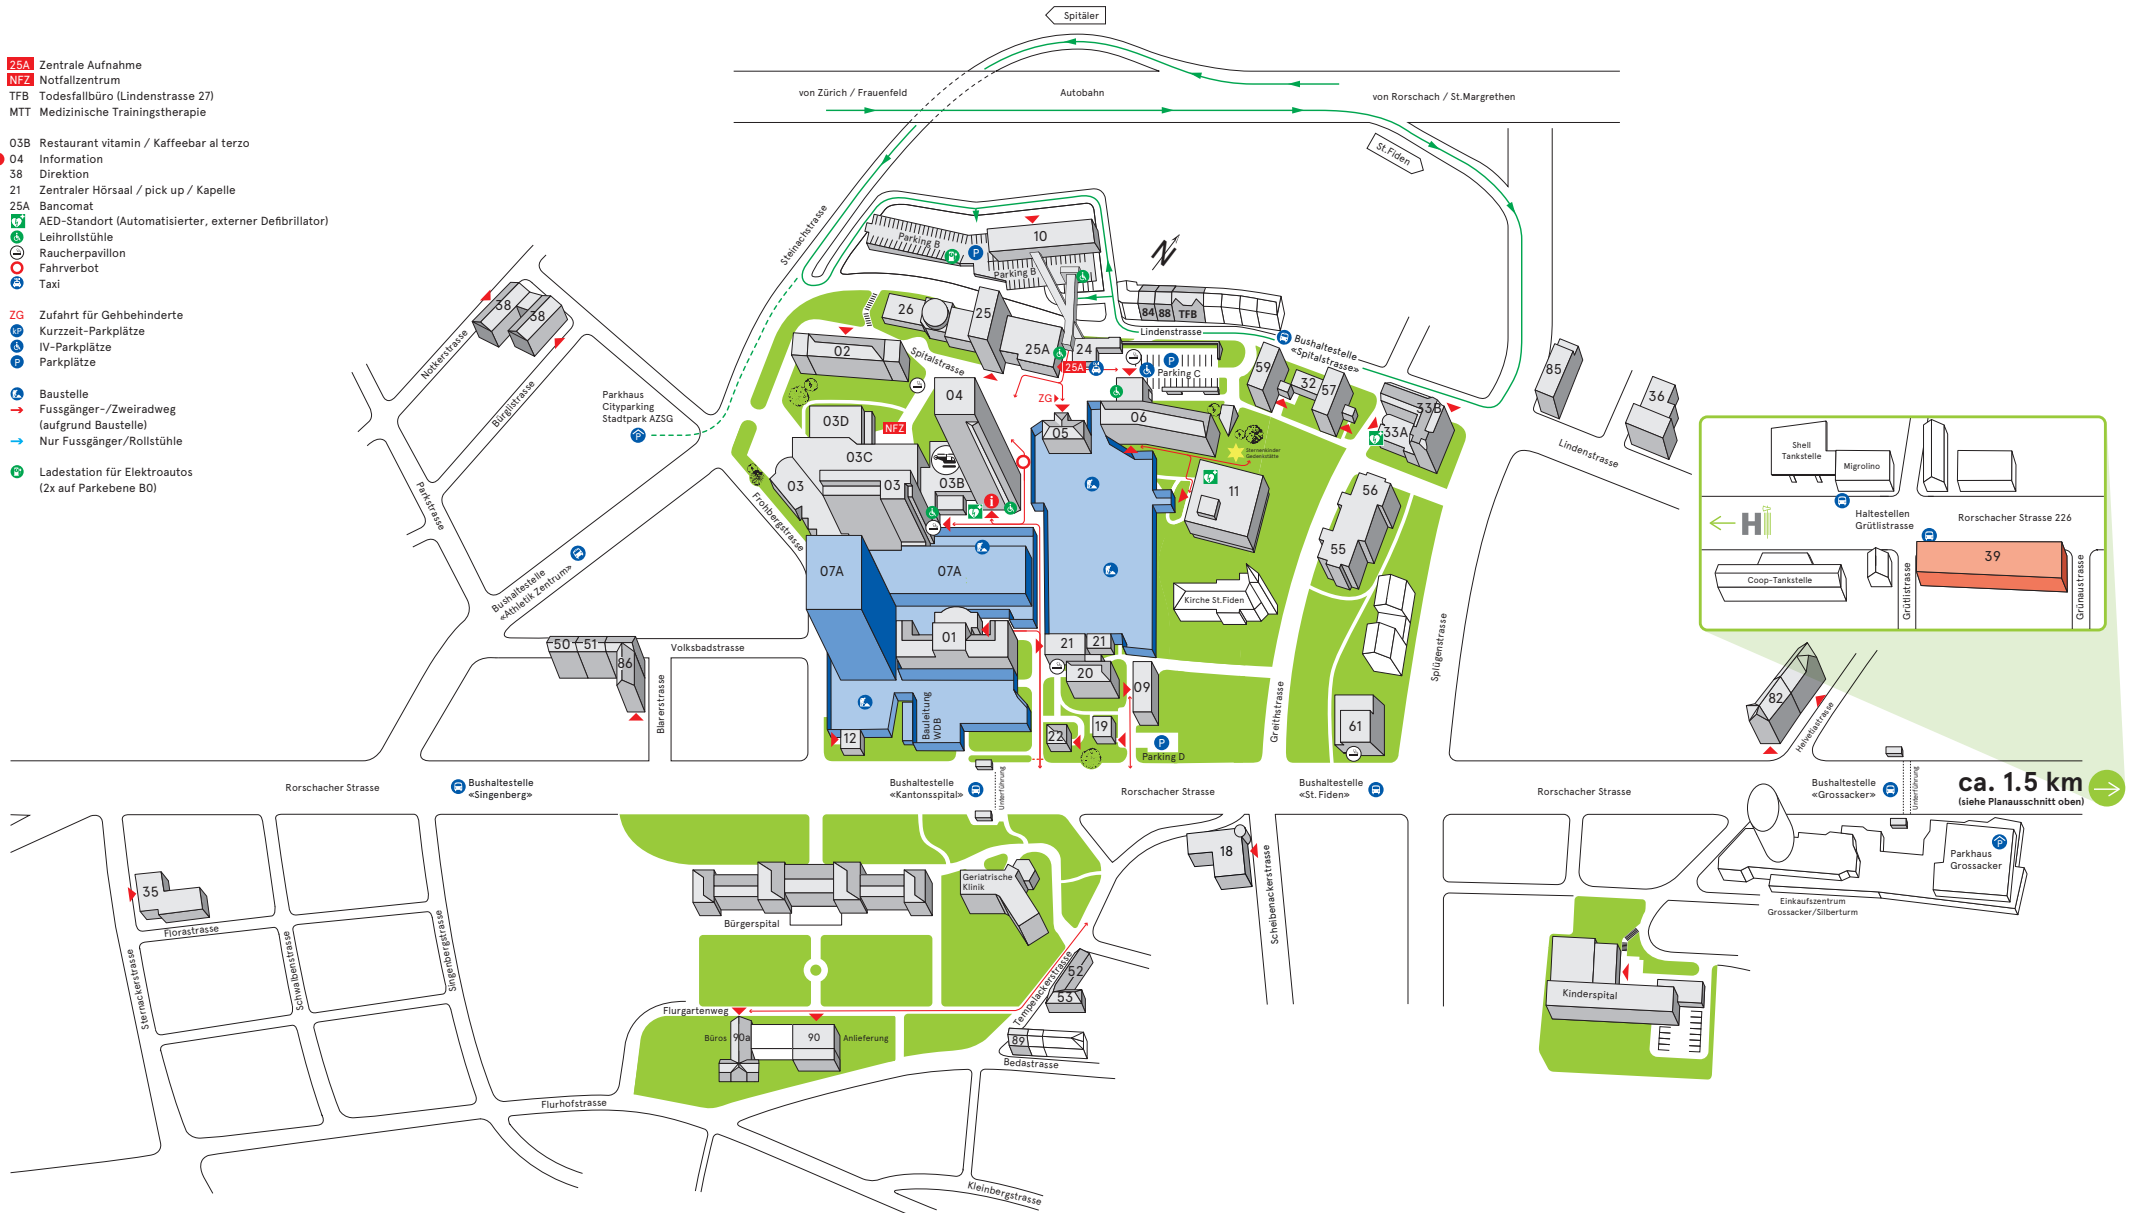 Spitäler
von Zürich / Frauenfeld
Autobahn
von Rorschach / St.Margrethen
St.Fiden
25A Zentrale Aufnahme
NFZ Notfallzentrum
TFB Todesfallbüro (Lindenstrasse 27)
MTT Medizinische Trainingstherapie
03B Restaurant vitamin / Kaffeebar al terzo
04 Information
38 Direktion
21 Zentraler Hörsaal / pick up / Kapelle
25A Bancomat
AED-Standort (Automatisierter, externer Defibrillator)
Leihrollstühle
Raucherpavillon
Fahrverbot
Taxi
ZG Zufahrt für Gehbehinderte
KP Kurzzeit-Parkplätze
IV-Parkplätze
P Parkplätze
Baustelle
Fussgänger-/Zweiradweg
(aufgrund Baustelle)
Nur Fussgänger/Rollstühle
Ladestation für Elektroautos
(2x auf Parkebene B0)
Steinachstrasse
Parking B
P
10
Parking B
N
38
38
Notkerstrasse
Bürglistrasse
Parkstrasse
Parkhaus
Cityparking
Stadtpark AZSG
P
26
25
25A
24
02
Spitalstrasse
84 88 TFB
Lindenstrasse
Bushaltestelle
«Spitalstrasse»
25A
P
Parking C
ZG
59
32
57
33B
33A
85
36
Lindenstrasse
04
03D
NFZ
03C
03
03
03B
i
05
06
Sternenkinder
Gedenkstätte
11
56
55
Frohbergstrasse
Bushaltestelle
«Athletik Zentrum»
07A
07A
01
Kirche St.Fiden
Shell
Tankstelle
Migrolino
Haltestellen
Grütlistrasse
Rorschacher Strasse 226
H
39
Coop-Tankstelle
Grütlistrasse
Grünaustrasse
50 51
86
Volksbadstrasse
Blarerstrasse
21
21
20
09
22
19
P
Parking D
12
Bauleitung
WDB
Greithstrasse
Splügenstrasse
61
82
Helvetiastrasse
Rorschacher Strasse
Bushaltestelle
«Singenberg»
Bushaltestelle
«Kantonsspital»
Unterführung
Rorschacher Strasse
Bushaltestelle
«St. Fiden»
Rorschacher Strasse
Bushaltestelle
«Grossacker»
Unterführung
ca. 1.5 km
(siehe Planausschnitt oben)
35
Florastrasse
Sternackerstrasse
Schwalbenstrasse
Singenbergstrasse
Bürgerspital
Geriatrische
Klinik
18
Scheibenackerstrasse
Parkhaus
Grossacker
P
Einkaufszentrum
Grossacker/Silberturm
Kinderspital
52
53
Tempelackerstrasse
Flurgartenweg
Büros
90a
90
Anlieferung
89
Bedastrasse
Flurhofstrasse
Kleinbergstrasse